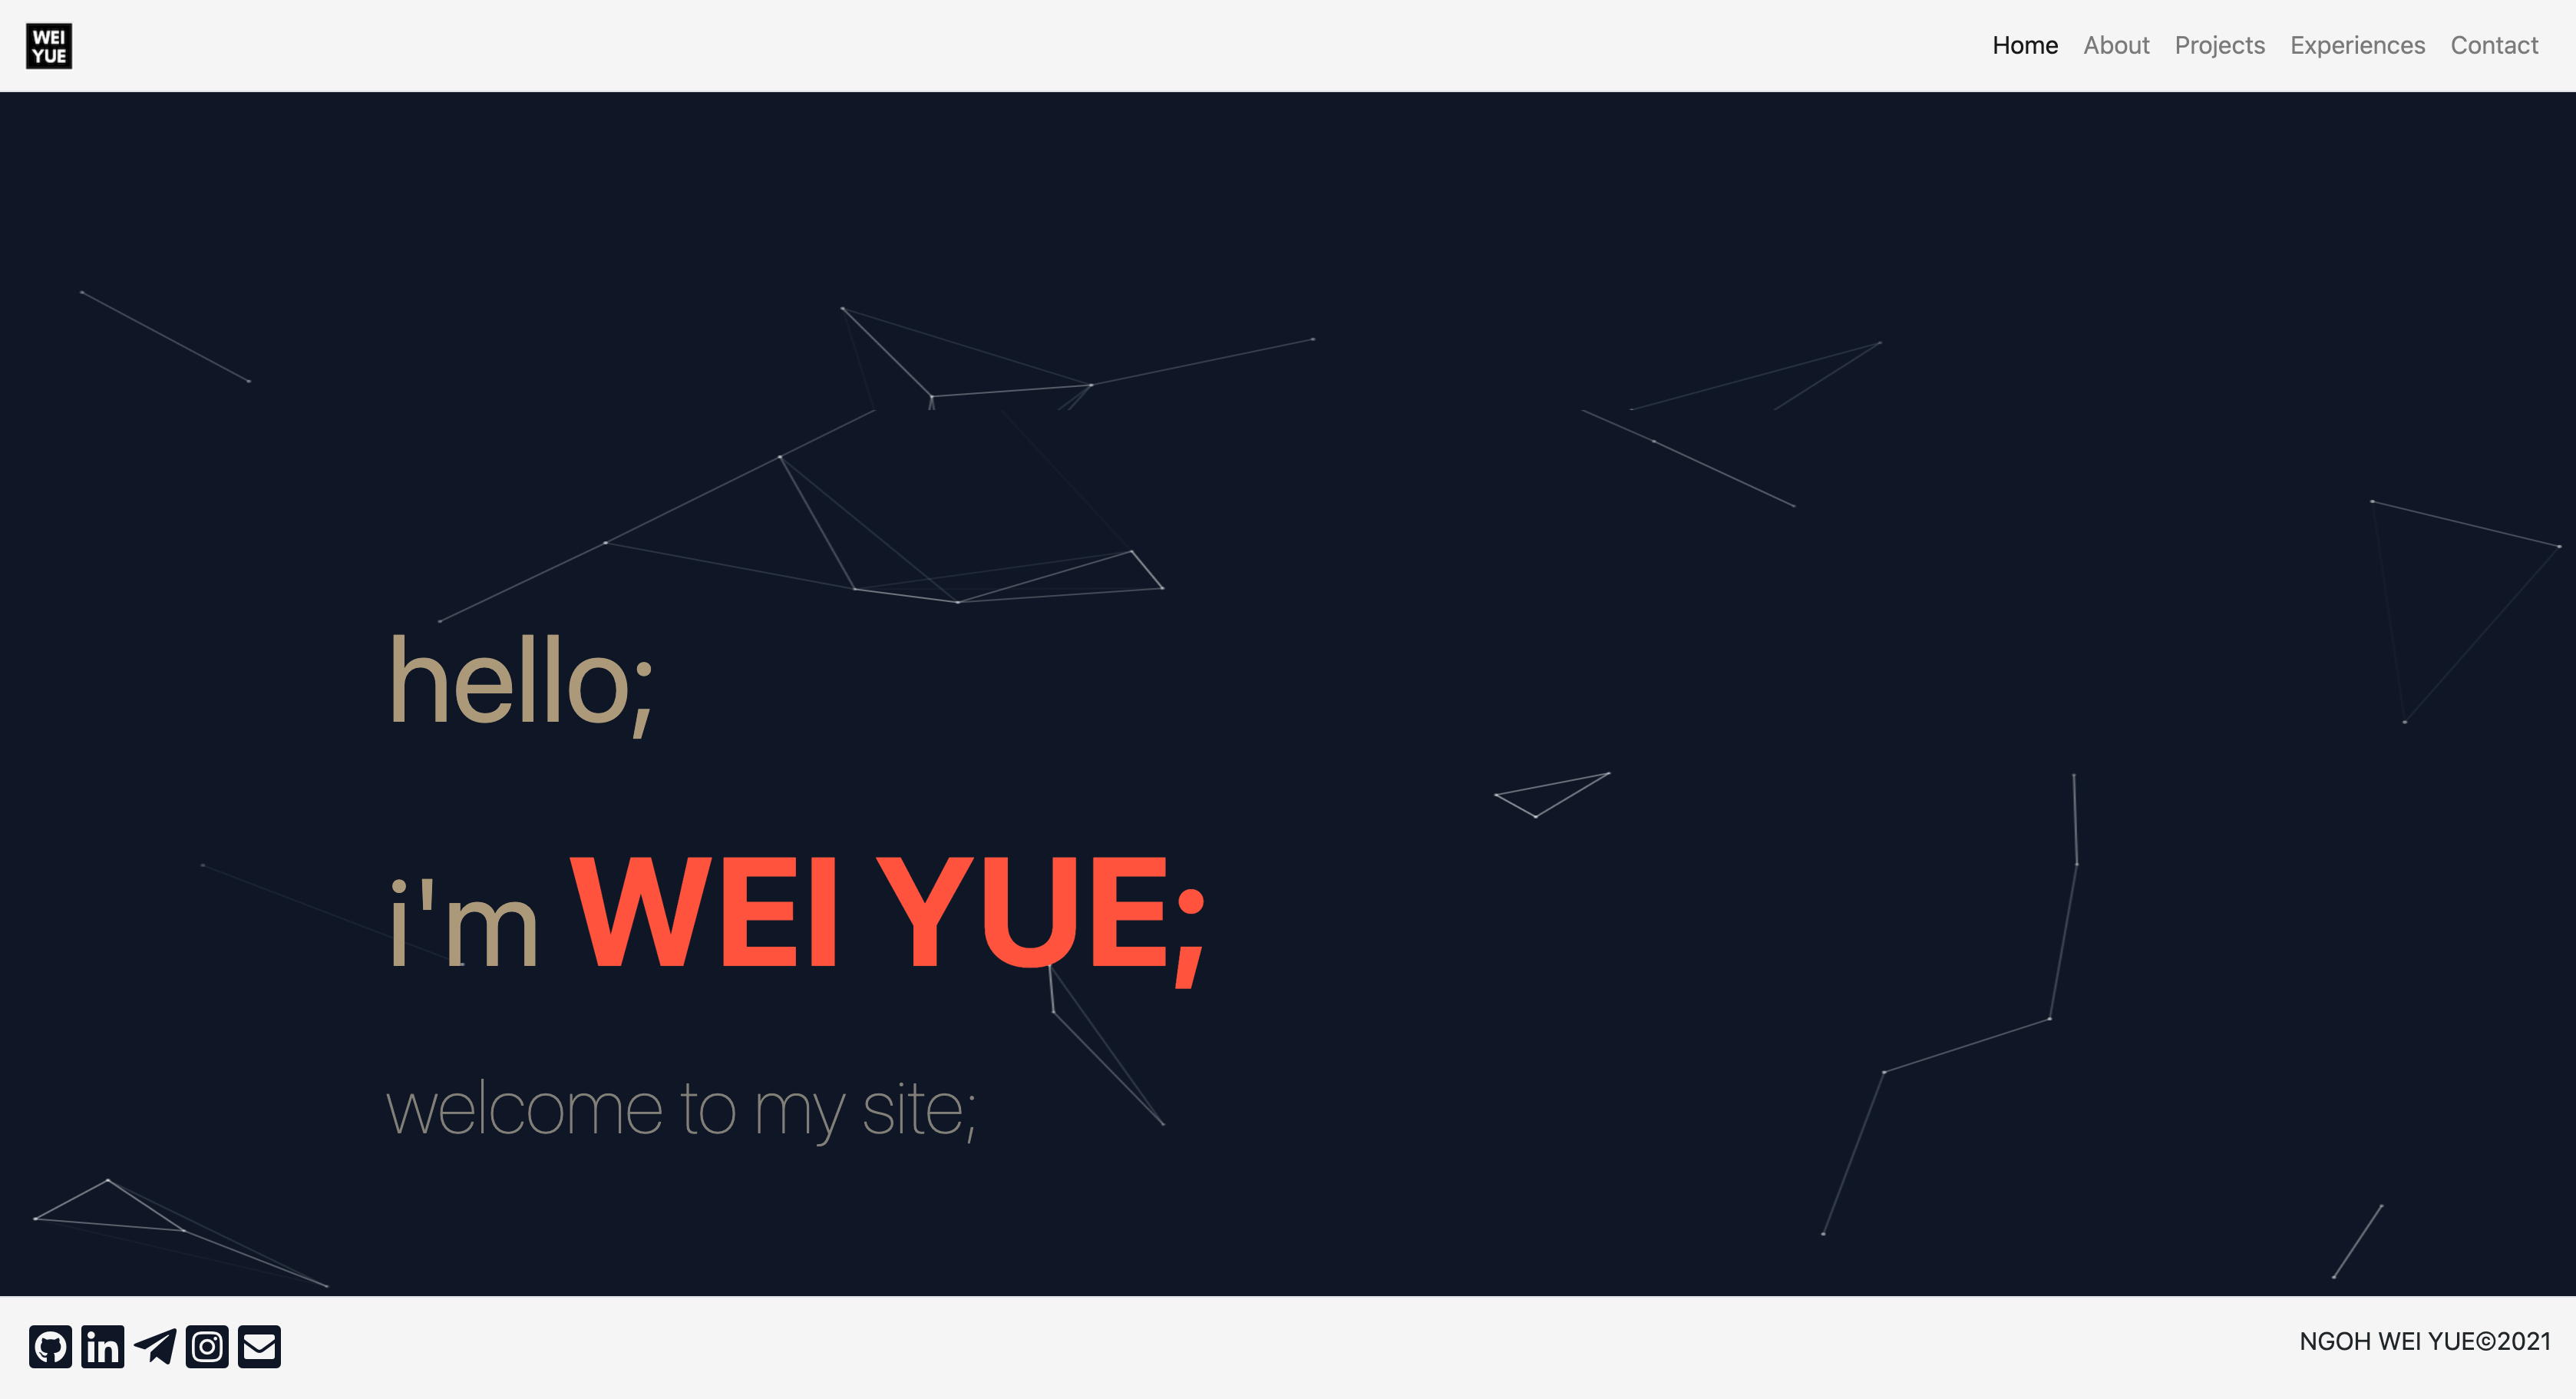 WEI
YUE
Home About Projects Experiences Contact
hello;
i'm WEI YUE;
welcome to my site;
NGOH WEI YUE©2021